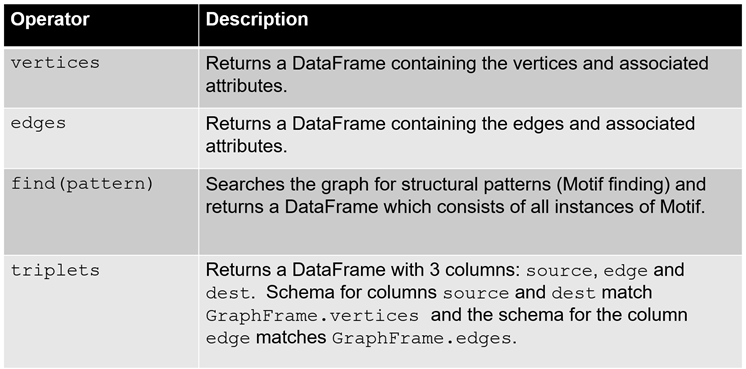 Operator Description
vertices Returns a DataFrame containing the vertices and associated
attributes.
edges Returns a DataFrame containing the edges and associated
attributes.
find(pattern) Searches the graph for structural patterns (Motif finding) and
returns a DataFrame which consists of all instances of Motif.
triplets Returns a DataFrame with 3 columns: source, edge and
dest. Schema for columns source and dest match
GraphFrame.vertices and the schema for the column
edge matches GraphFrame.edges.